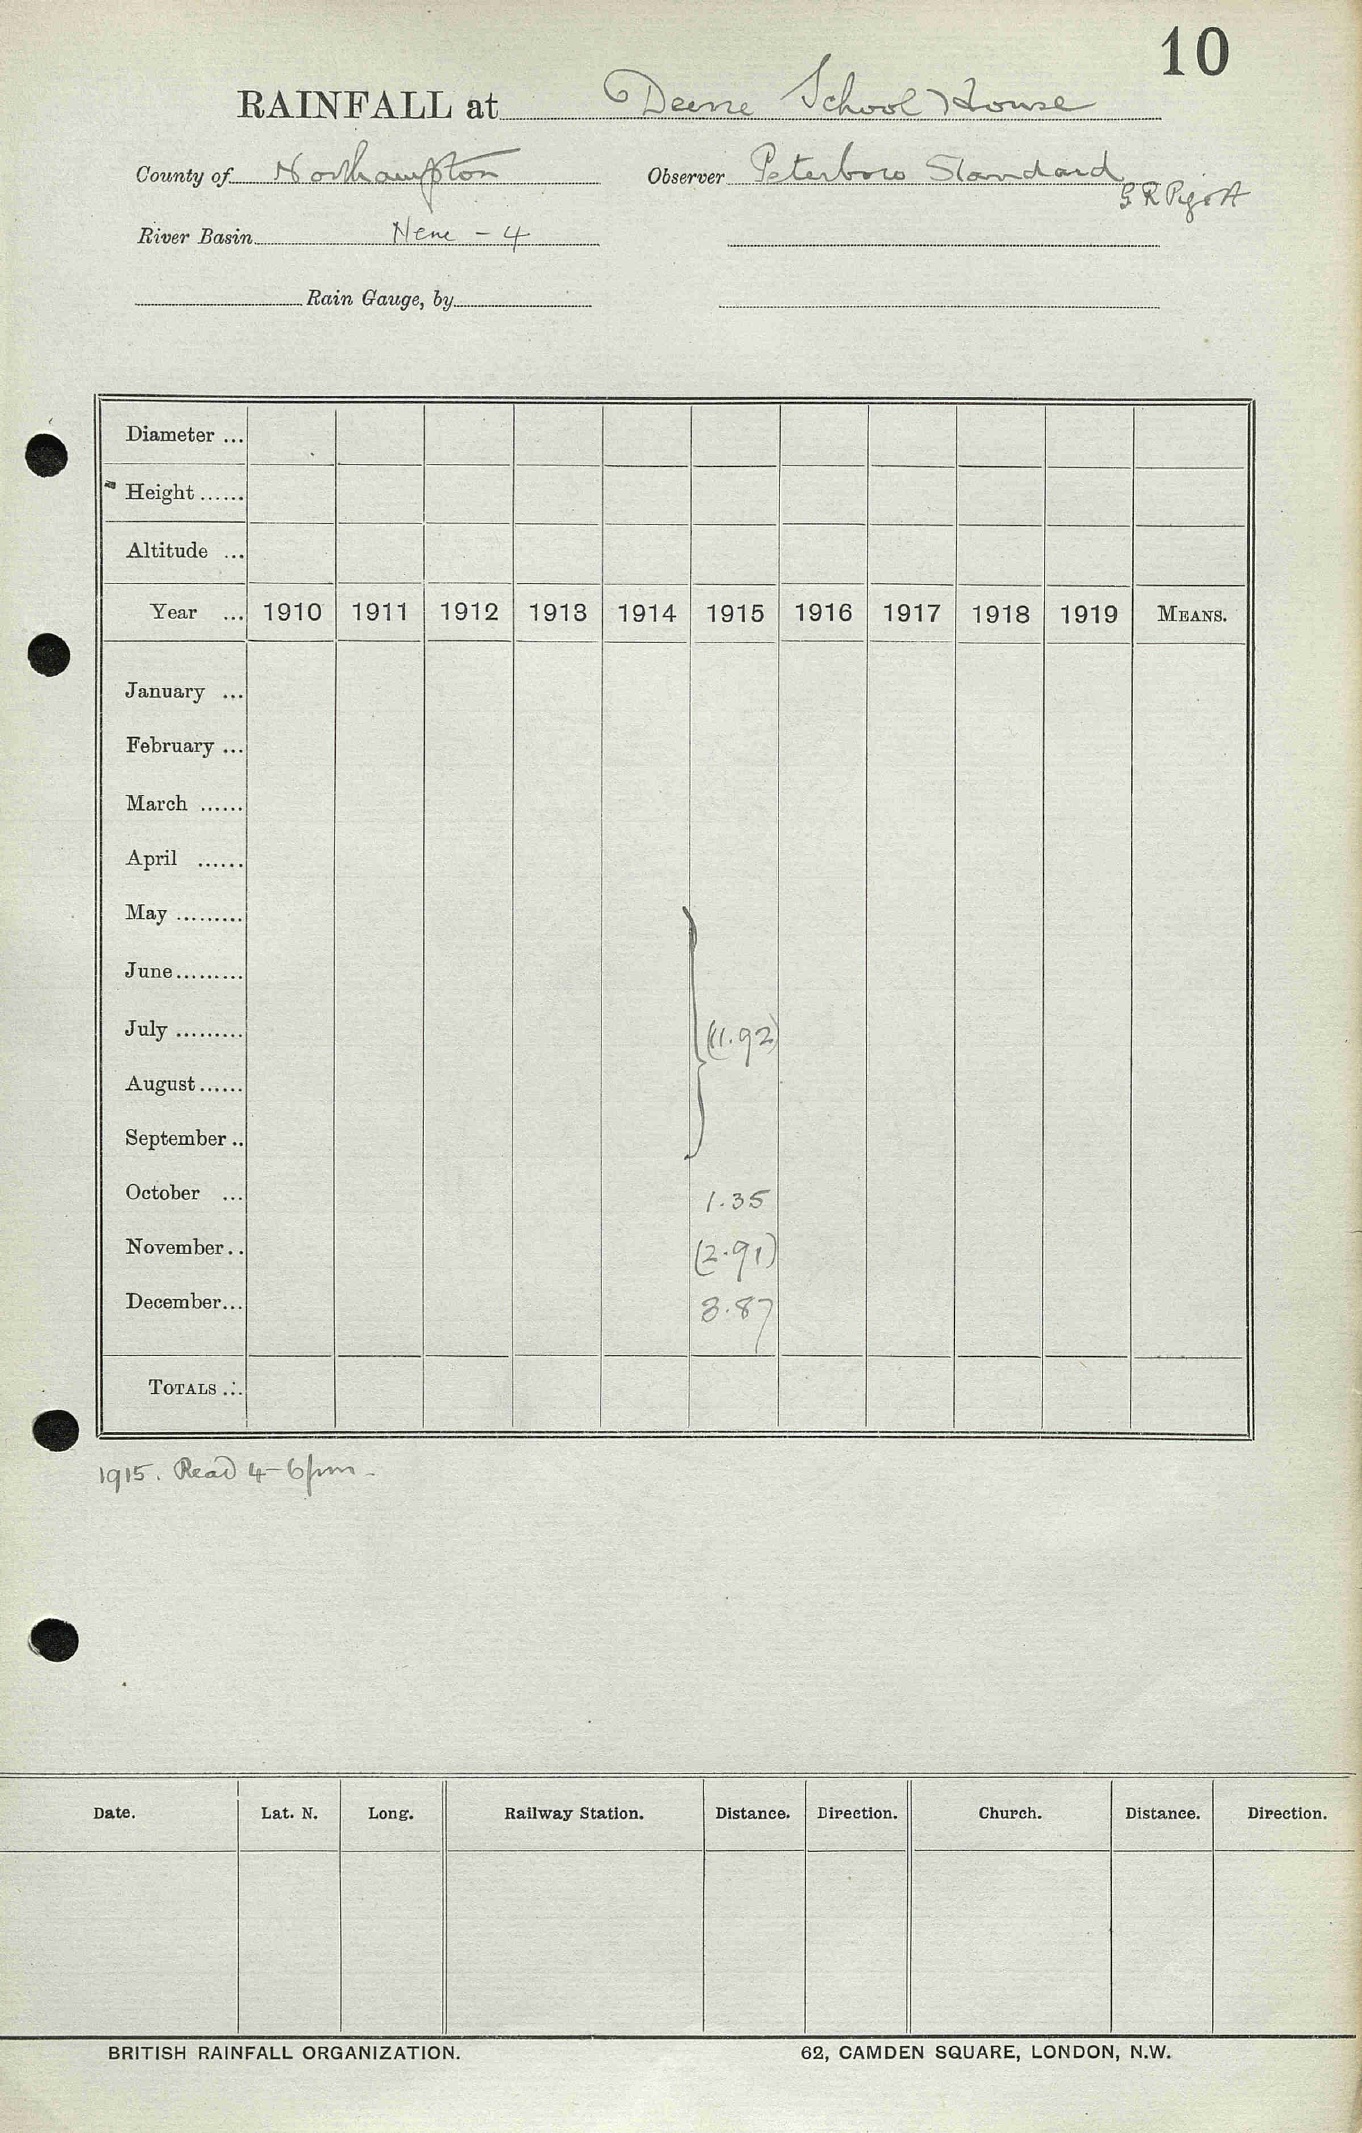 10
RAINFALL at Deene School House
County of Northampton Observer Peterboro Standard
G R Pigott
River Basin Nene - 4
Rain Gauge, by
Diameter ...
Height ......
Altitude ...
Year ... 1910 1911 1912 1913 1914 1915 1916 1917 1918 1919 MEANS.
January ...
February ...
March ......
April ......
May .........
June .........
July ......... (11.92)
August ......
September ..
October ... 1.35
November .. (2.91)
December ... 3.87
TOTALS ...
1915. Read 4-6pm.
Date. Lat. N. Long. Railway Station. Distance. Direction. Church. Distance. Direction.
BRITISH RAINFALL ORGANIZATION. 62, CAMDEN SQUARE, LONDON, N.W.